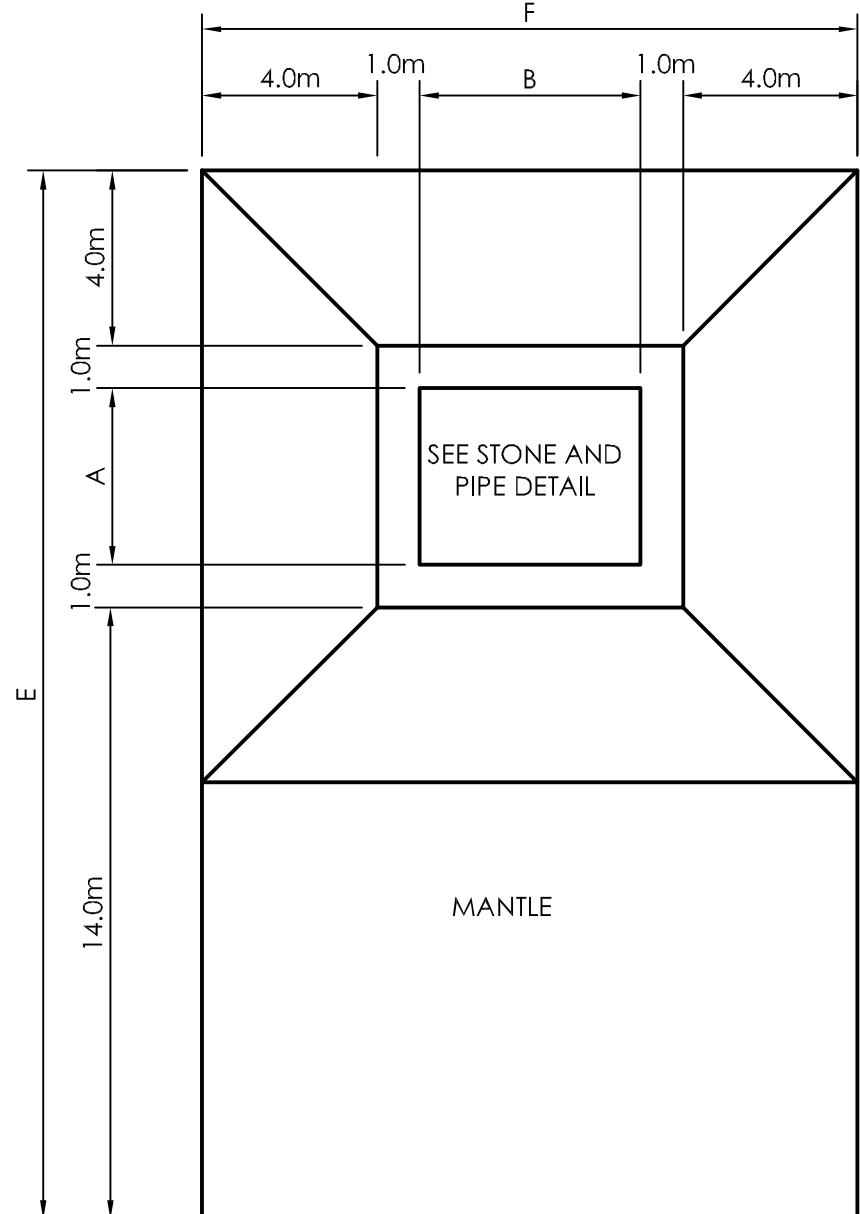 F
1.0m
1.0m
4.0m
B
4.0m
4.0m
1.0m
SEE STONE AND
PIPE DETAIL
A
1.0m
E
14.0m
MANTLE